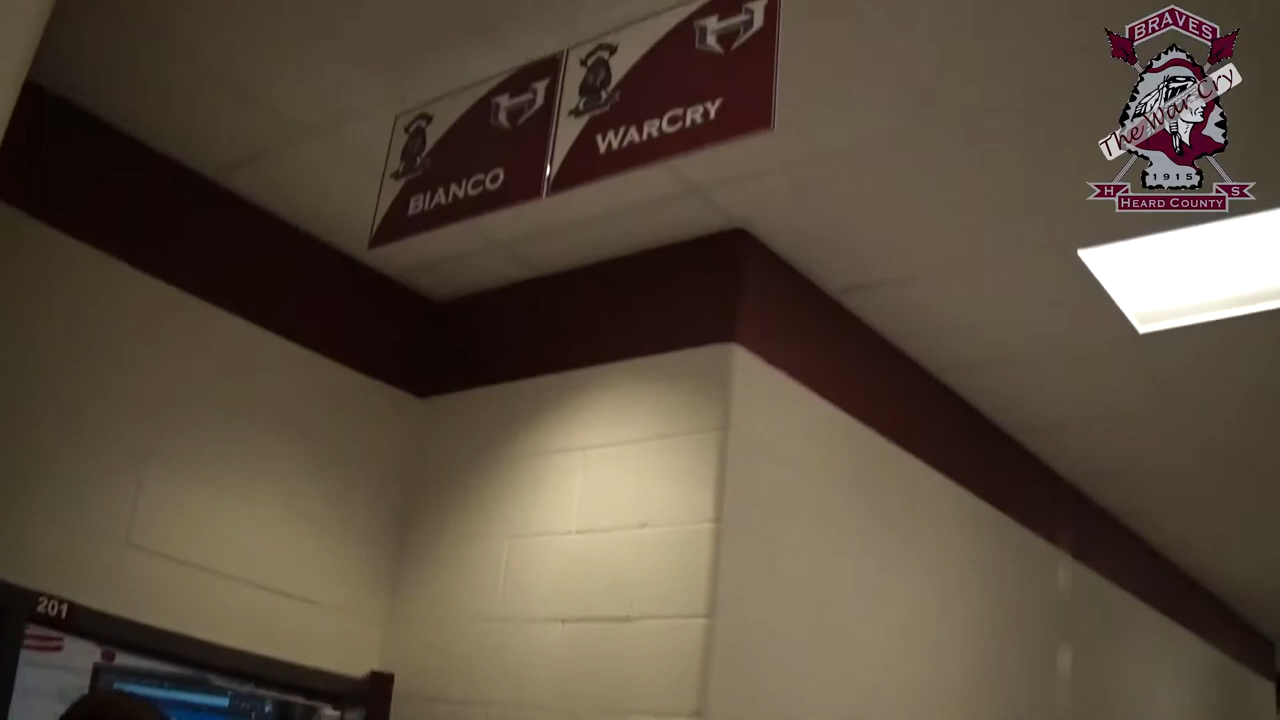 BIANCO
WARCRY
201
BRAVES
The War Cry
1915
H S
HEARD COUNTY